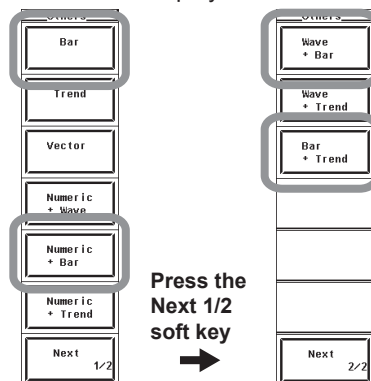 Others
Bar
Trend
Vector
Numeric
+ Wave
Numeric
+ Bar
Numeric
+ Trend
Next
1/2
Press the
Next 1/2
soft key
Others
Wave
+ Bar
Wave
+ Trend
Bar
+ Trend
Next
2/2